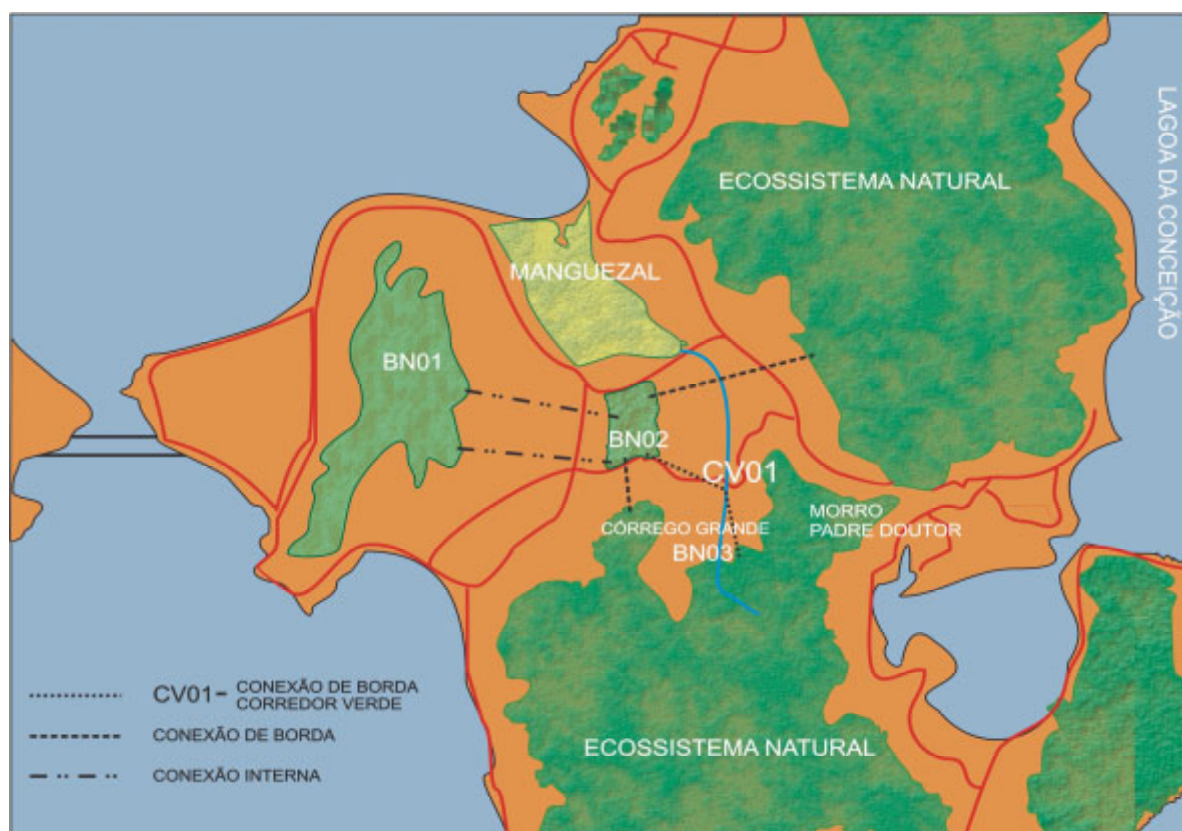 LAGOA DA CONCEIÇÃO
ECOSSISTEMA NATURAL
MANGUEZAL
BN01
BN02
CV01
CÓRREGO GRANDE
BN03
MORRO
PADRE DOUTOR
ECOSSISTEMA NATURAL
CV01- CONEXÃO DE BORDA
CORREDOR VERDE
CONEXÃO DE BORDA
CONEXÃO INTERNA